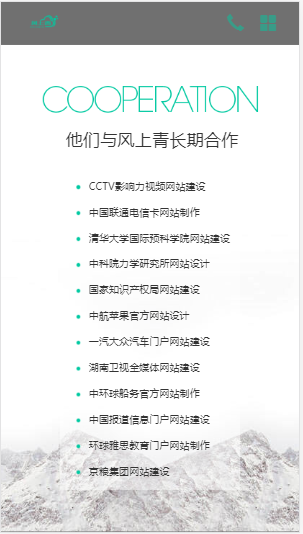 COOPERATION
他们与风上青长期合作
CCTV影响力视频网站建设
中国联通电信卡网站制作
清华大学国际预科学院网站建设
中科院力学研究所网站设计
国家知识产权局网站建设
中航苹果官方网站设计
一汽大众汽车门户网站建设
湖南卫视全媒体网站建设
中环球船务官方网站制作
中国报道信息门户网站建设
环球雅思教育门户网站制作
京粮集团网站建设